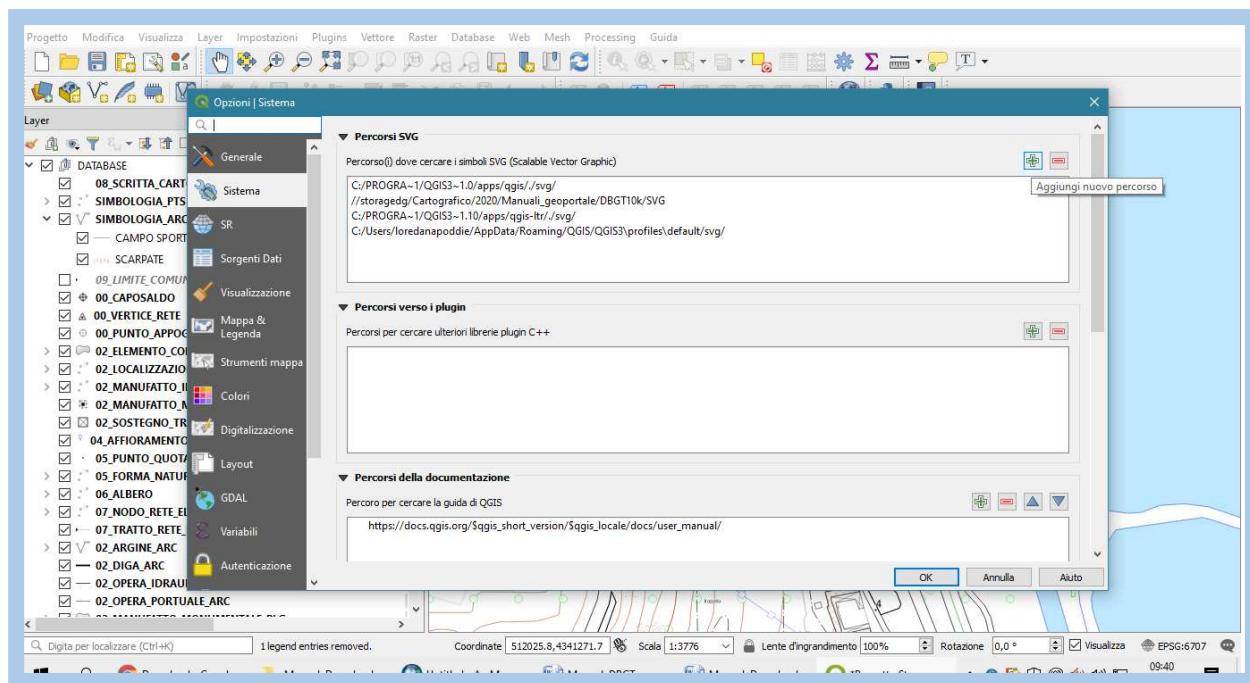 Progetto Modifica Visualizza Layer Impostazioni Plugins Vettore Raster Database Web Mesh Processing Guida
Opzioni | Sistema
Layer
DATABASE
08_SCRITTA_CART
SIMBOLOGIA_PTS
SIMBOLOGIA_ARC
CAMPO SPORT
SCARPATE
09_LIMITE_COMU
00_CAPOSALDO
00_VERTICE_RETE
00_PUNTO_APPOG
02_ELEMENTO_CO
02_LOCALIZZAZIO
02_MANUFATTO_I
02_MANUFATTO_
02_SOSTEGNO_TR
04_AFFIORAMENTO
05_PUNTO_QUOTA
05_FORMA_NATU
06_ALBERO
07_NODO_RETE_E
07_TRATTO_RETE_
02_ARGINE_ARC
02_DIGA_ARC
02_OPERA_IDRAU
02_OPERA_PORTUALE_ARC
Generale
Sistema
SR
Sorgenti Dati
Visualizzazione
Mappa &
Legenda
Strumenti mappa
Colori
Digitalizzazione
Layout
GDAL
Variabili
Autenticazione
Percorsi SVG
Percorso(i) dove cercare i simboli SVG (Scalable Vector Graphic)
Aggiungi nuovo percorso
C:/PROGRA~1/QGIS3~1.0/apps/qgis/./svg/
//storagedg/Cartografico/2020/Manuali_geoportale/DBGT10k/SVG
C:/PROGRA~1/QGIS3~1.10/apps/qgis-ltr/./svg/
C:/Users/loredanapoddie/AppData/Roaming/QGIS/QGIS3\profiles\default/svg/
Percorsi verso i plugin
Percorsi per cercare ulteriori librerie plugin C++
Percorsi della documentazione
Percoro per cercare la guida di QGIS
https://docs.qgis.org/$qgis_short_version/$qgis_locale/docs/user_manual/
OK Annulla Aiuto
Digita per localizzare (Ctrl+K) 1 legend entries removed. Coordinate 512025.8,4341271.7 Scala 1:3776 Lente d'ingrandimento 100% Rotazione 0,0 ° Visualizza EPSG:6707
09:40